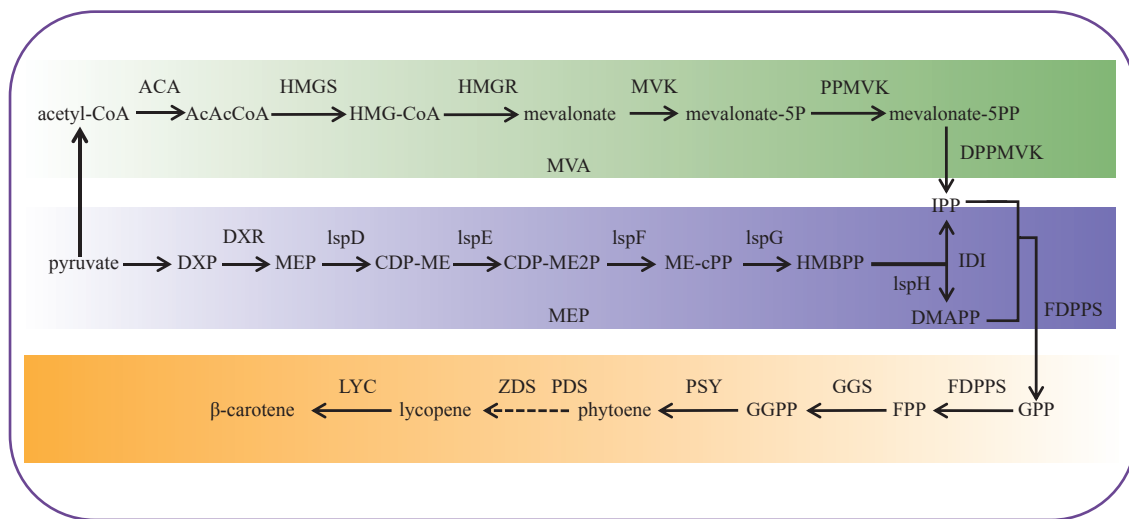 ACA HMGS HMGR MVK PPMVK
acetyl-CoA AcAcCoA HMG-CoA mevalonate mevalonate-5P mevalonate-5PP
DPPMVK
MVA
IPP
DXR lspD lspE lspF lspG
pyruvate DXP MEP CDP-ME CDP-ME2P ME-cPP HMBPP IDI
lspH
MEP DMAPP FDPPS
LYC ZDS PDS PSY GGS FDPPS
β-carotene lycopene phytoene GGPP FPP GPP